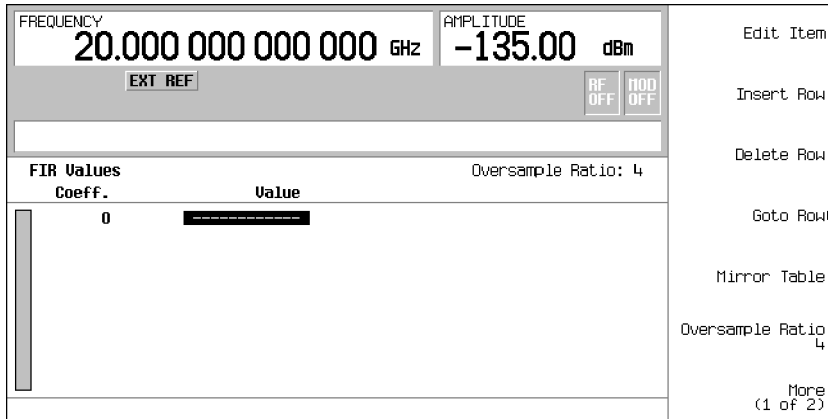 FREQUENCY
20.000 000 000 000 GHz
AMPLITUDE
-135.00 dBm
EXT REF
RF OFF
MOD OFF
FIR Values
Oversample Ratio: 4
Coeff. Value
0 ------------
Edit Item
Insert Row
Delete Row
Goto Row
Mirror Table
Oversample Ratio
4
More
(1 of 2)